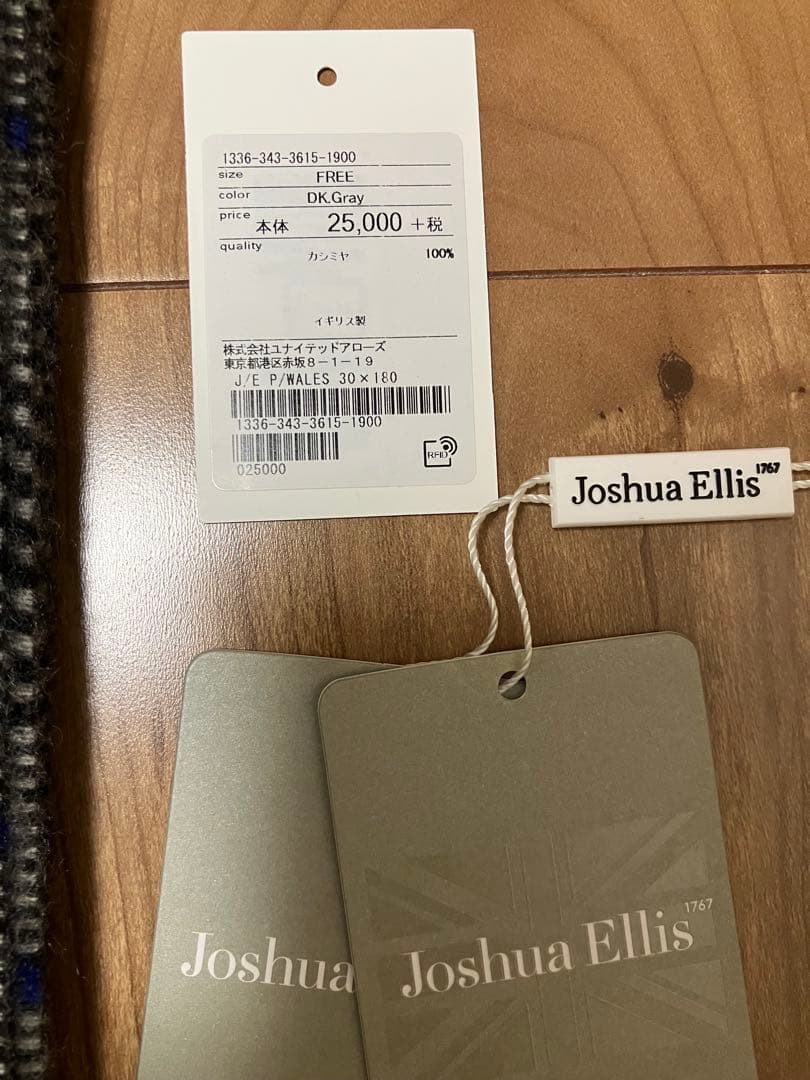 1336-343-3615-1900
size FREE
color DK.Gray
price 本体 25,000 +税
quality カシミヤ 100%
イギリス製
株式会社ユナイテッドアローズ
東京都港区赤坂8-1-19
J/E P/WALES 30×180
1336-343-3615-1900
025000
RFID
Joshua Ellis 1767
Joshua
Joshua Ellis 1767